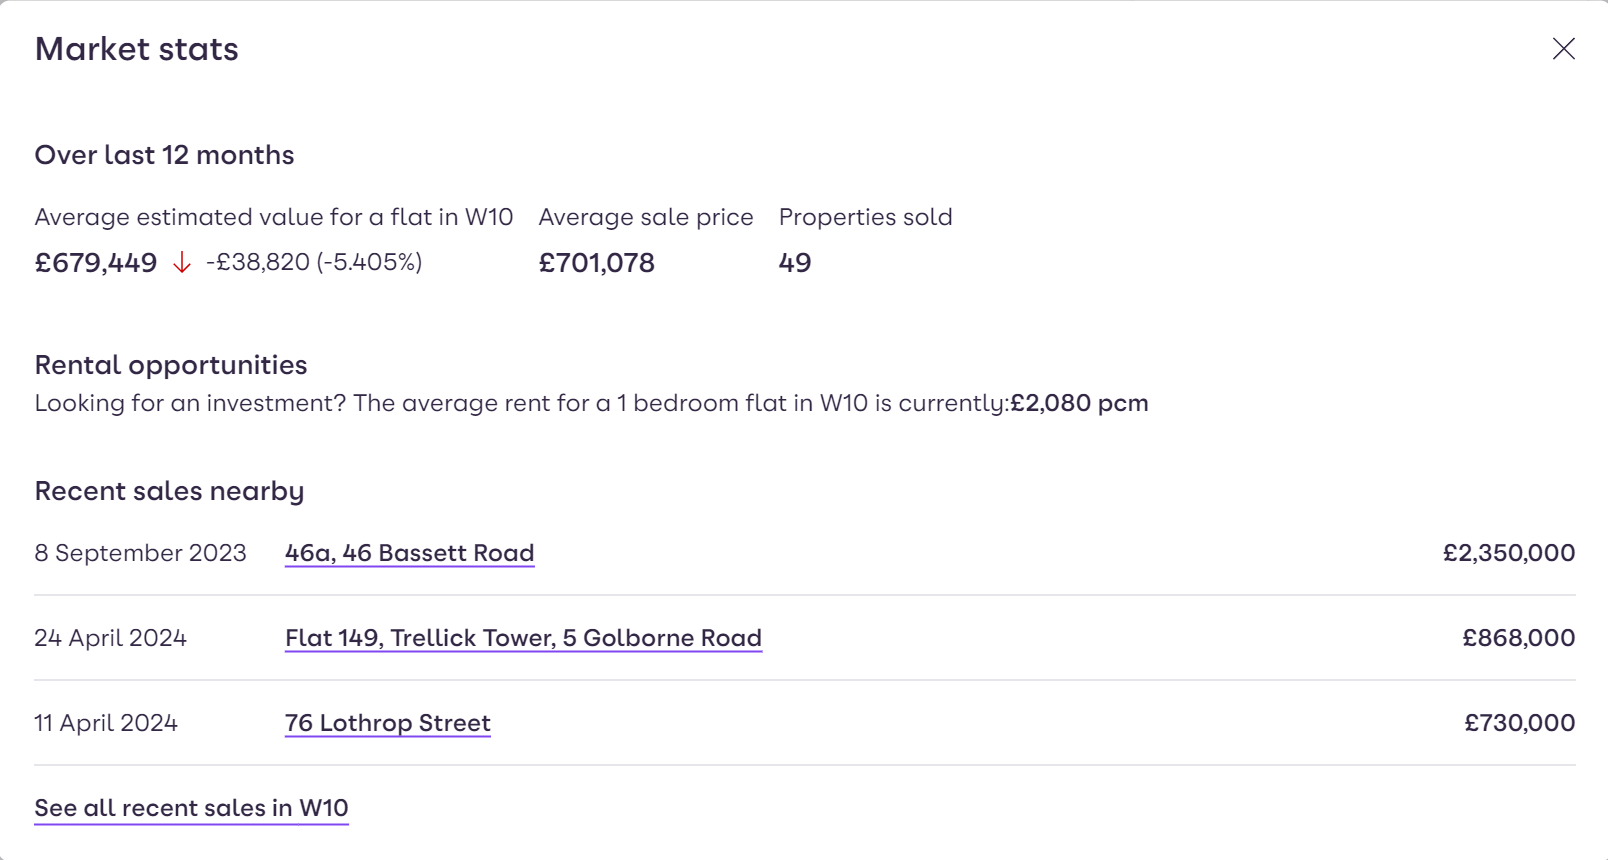 Market stats
Over last 12 months
Average estimated value for a flat in W10 Average sale price Properties sold
£679,449 ↓ -£38,820 (-5.405%) £701,078 49
Rental opportunities
Looking for an investment? The average rent for a 1 bedroom flat in W10 is currently:£2,080 pcm
Recent sales nearby
8 September 2023 46a, 46 Bassett Road £2,350,000
24 April 2024 Flat 149, Trellick Tower, 5 Golborne Road £868,000
11 April 2024 76 Lothrop Street £730,000
See all recent sales in W10